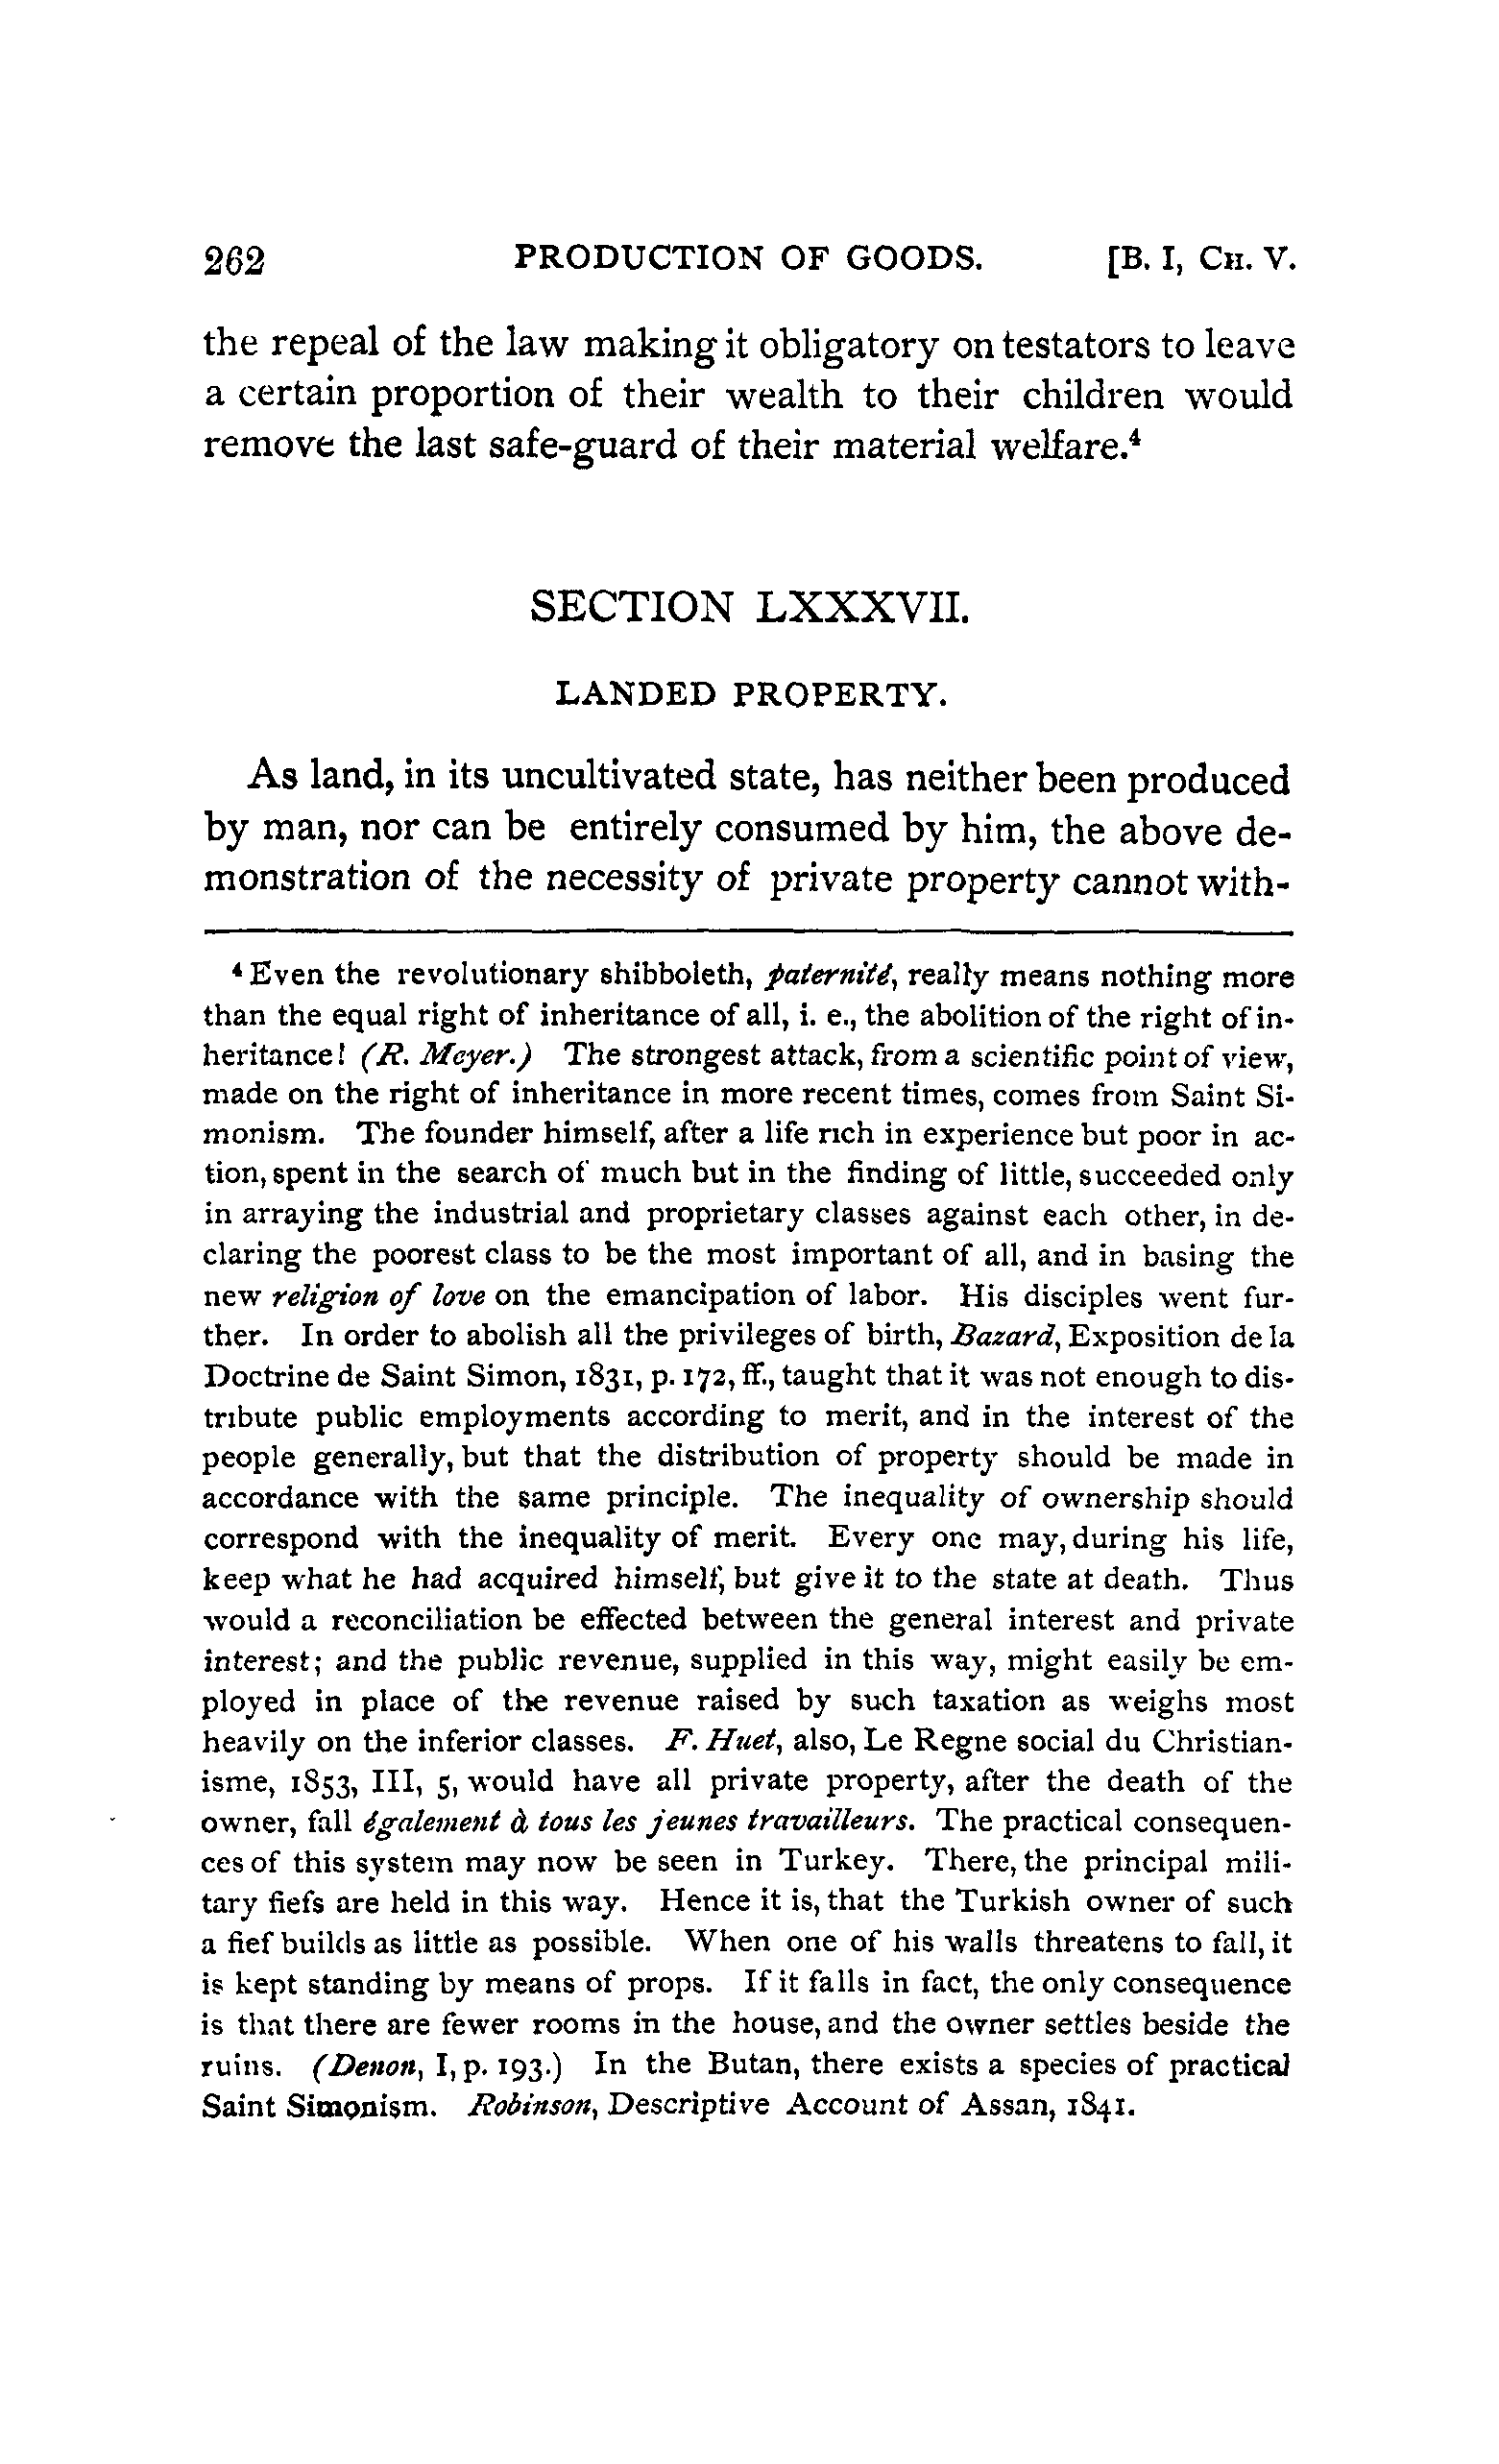 262 PRODUCTION OF GOODS. [B. I, CH. V.
the repeal of the law making it obligatory on testators to leave
a certain proportion of their wealth to their children would
remove the last safe-guard of their material welfare.⁴
SECTION LXXXVII.
LANDED PROPERTY.
As land, in its uncultivated state, has neither been produced
by man, nor can be entirely consumed by him, the above de-
monstration of the necessity of private property cannot with-
⁴ Even the revolutionary shibboleth, paternité, really means nothing more
than the equal right of inheritance of all, i. e., the abolition of the right of in-
heritance! (R. Meyer.) The strongest attack, from a scientific point of view,
made on the right of inheritance in more recent times, comes from Saint Si-
monism. The founder himself, after a life rich in experience but poor in ac-
tion, spent in the search of much but in the finding of little, succeeded only
in arraying the industrial and proprietary classes against each other, in de-
claring the poorest class to be the most important of all, and in basing the
new religion of love on the emancipation of labor. His disciples went fur-
ther. In order to abolish all the privileges of birth, Bazard, Exposition de la
Doctrine de Saint Simon, 1831, p. 172, ff., taught that it was not enough to dis-
tribute public employments according to merit, and in the interest of the
people generally, but that the distribution of property should be made in
accordance with the same principle. The inequality of ownership should
correspond with the inequality of merit. Every one may, during his life,
keep what he had acquired himself, but give it to the state at death. Thus
would a reconciliation be effected between the general interest and private
interest; and the public revenue, supplied in this way, might easily be em-
ployed in place of the revenue raised by such taxation as weighs most
heavily on the inferior classes. F. Huet, also, Le Regne social du Christian-
isme, 1853, III, 5, would have all private property, after the death of the
owner, fall également à tous les jeunes travailleurs. The practical consequen-
ces of this system may now be seen in Turkey. There, the principal mili-
tary fiefs are held in this way. Hence it is, that the Turkish owner of such
a fief builds as little as possible. When one of his walls threatens to fall, it
is kept standing by means of props. If it falls in fact, the only consequence
is that there are fewer rooms in the house, and the owner settles beside the
ruins. (Denon, I, p. 193.) In the Butan, there exists a species of practical
Saint Simonism. Robinson, Descriptive Account of Assan, 1841.